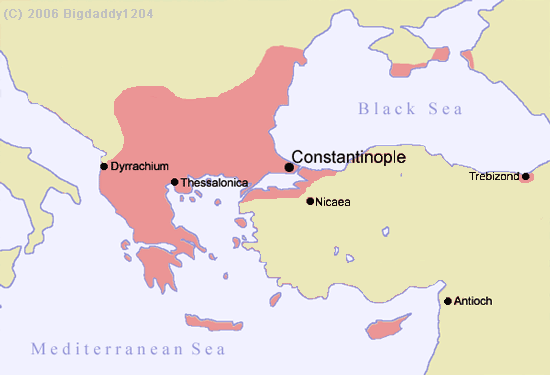 (C) 2006 Bigdaddy1204
Black Sea
Constantinople
Dyrrachium
Trebizond
Thessalonica
Nicaea
Antioch
Mediterranean Sea